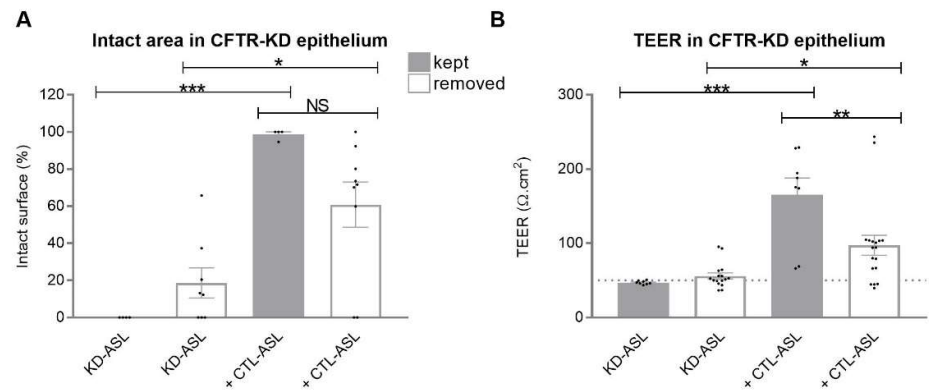 A
Intact area in CFTR-KD epithelium
*
***
NS
kept
removed
Intact surface (%)
120
100
80
60
40
20
0
KD-ASL
KD-ASL
+ CTL-ASL
+ CTL-ASL
B
TEER in CFTR-KD epithelium
*
***
**
TEER (Ω.cm²)
300
200
100
0
KD-ASL
KD-ASL
+ CTL-ASL
+ CTL-ASL